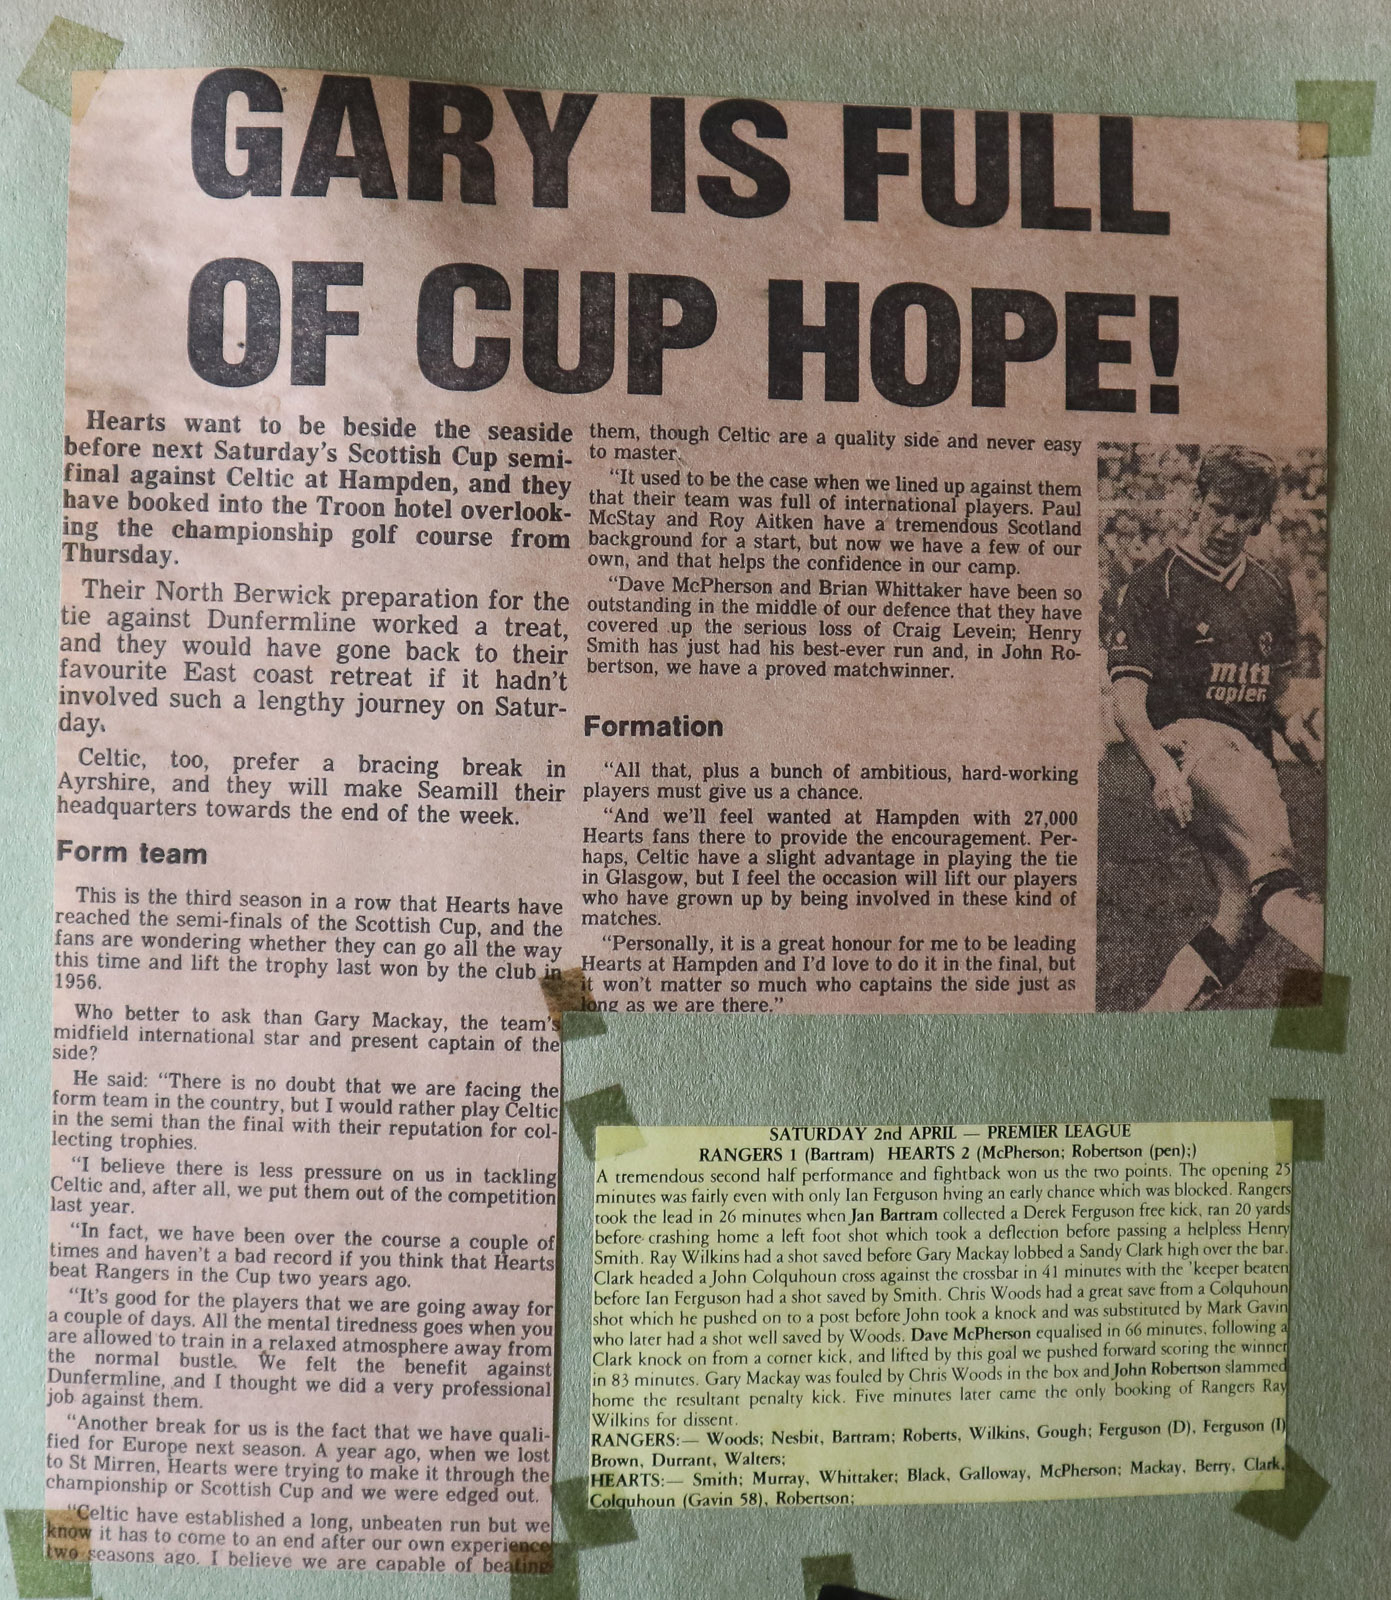 GARY IS FULL
OF CUP HOPE!
Hearts want to be beside the seaside
before next Saturday's Scottish Cup semi-
final against Celtic at Hampden, and they
have booked into the Troon hotel overlook-
ing the championship golf course from
Thursday.
Their North Berwick preparation for the
tie against Dunfermline worked a treat,
and they would have gone back to their
favourite East coast retreat if it hadn't
involved such a lengthy journey on Satur-
day.
Celtic, too, prefer a bracing break in
Ayrshire, and they will make Seamill their
headquarters towards the end of the week.
Form team
This is the third season in a row that Hearts have
reached the semi-finals of the Scottish Cup, and the
fans are wondering whether they can go all the way
this time and lift the trophy last won by the club in
1956.
Who better to ask than Gary Mackay, the team's
midfield international star and present captain of the
side?
He said: "There is no doubt that we are facing the
form team in the country, but I would rather play Celtic
in the semi than the final with their reputation for col-
lecting trophies.
"I believe there is less pressure on us in tackling
Celtic and, after all, we put them out of the competition
last year.
"In fact, we have been over the course a couple of
times and haven't a bad record if you think that Hearts
beat Rangers in the Cup two years ago.
"It's good for the players that we are going away for
a couple of days. All the mental tiredness goes when you
are allowed to train in a relaxed atmosphere away from
the normal bustle. We felt the benefit against
Dunfermline, and I thought we did a very professional
job against them.
"Another break for us is the fact that we have quali-
fied for Europe next season. A year ago, when we lost
to St Mirren, Hearts were trying to make it through the
championship or Scottish Cup and we were edged out.
"Celtic have established a long, unbeaten run but we
know it has to come to an end after our own experience
two seasons ago. I believe we are capable of beating
them, though Celtic are a quality side and never easy
to master.
"It used to be the case when we lined up against them
that their team was full of international players. Paul
McStay and Roy Aitken have a tremendous Scotland
background for a start, but now we have a few of our
own, and that helps the confidence in our camp.
"Dave McPherson and Brian Whittaker have been so
outstanding in the middle of our defence that they have
covered up the serious loss of Craig Levein; Henry
Smith has just had his best-ever run and, in John Ro-
bertson, we have a proved matchwinner.
Formation
"All that, plus a bunch of ambitious, hard-working
players must give us a chance.
"And we'll feel wanted at Hampden with 27,000
Hearts fans there to provide the encouragement. Per-
haps, Celtic have a slight advantage in playing the tie
in Glasgow, but I feel the occasion will lift our players
who have grown up by being involved in these kind of
matches.
"Personally, it is a great honour for me to be leading
Hearts at Hampden and I'd love to do it in the final, but
it won't matter so much who captains the side just as
long as we are there."
mita
copier
SATURDAY 2nd APRIL — PREMIER LEAGUE
RANGERS 1 (Bartram) HEARTS 2 (McPherson; Robertson (pen);)
A tremendous second half performance and fightback won us the two points. The opening 25
minutes was fairly even with only Ian Ferguson hving an early chance which was blocked. Rangers
took the lead in 26 minutes when Jan Bartram collected a Derek Ferguson free kick, ran 20 yards
before crashing home a left foot shot which took a deflection before passing a helpless Henry
Smith. Ray Wilkins had a shot saved before Gary Mackay lobbed a Sandy Clark high over the bar.
Clark headed a John Colquhoun cross against the crossbar in 41 minutes with the 'keeper beaten
before Ian Ferguson had a shot saved by Smith. Chris Woods had a great save from a Colquhoun
shot which he pushed on to a post before John took a knock and was substituted by Mark Gavin
who later had a shot well saved by Woods. Dave McPherson equalised in 66 minutes, following a
Clark knock on from a corner kick, and lifted by this goal we pushed forward scoring the winner
in 83 minutes. Gary Mackay was fouled by Chris Woods in the box and John Robertson slammed
home the resultant penalty kick. Five minutes later came the only booking of Rangers Ray
Wilkins for dissent.
RANGERS:— Woods; Nesbit, Bartram; Roberts, Wilkins, Gough; Ferguson (D), Ferguson (I)
Brown, Durrant, Walters;
HEARTS:— Smith; Murray, Whittaker; Black, Galloway, McPherson; Mackay, Berry, Clark,
Colquhoun (Gavin 58), Robertson;